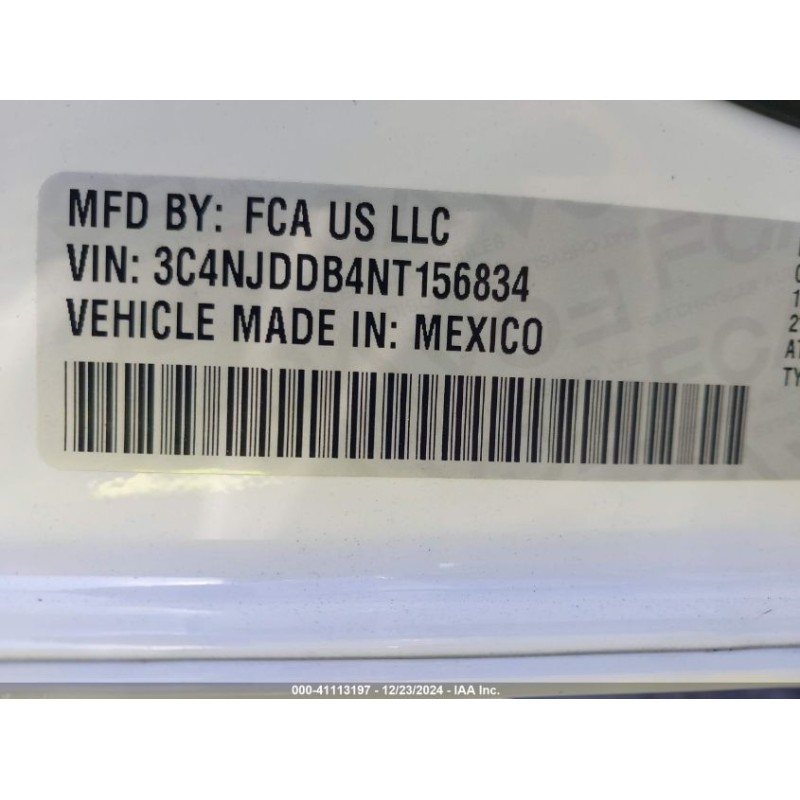 MFD BY: FCA US LLC
VIN: 3C4NJDDB4NT156834
VEHICLE MADE IN: MEXICO
000-41113197 - 12/23/2024 - IAA Inc.